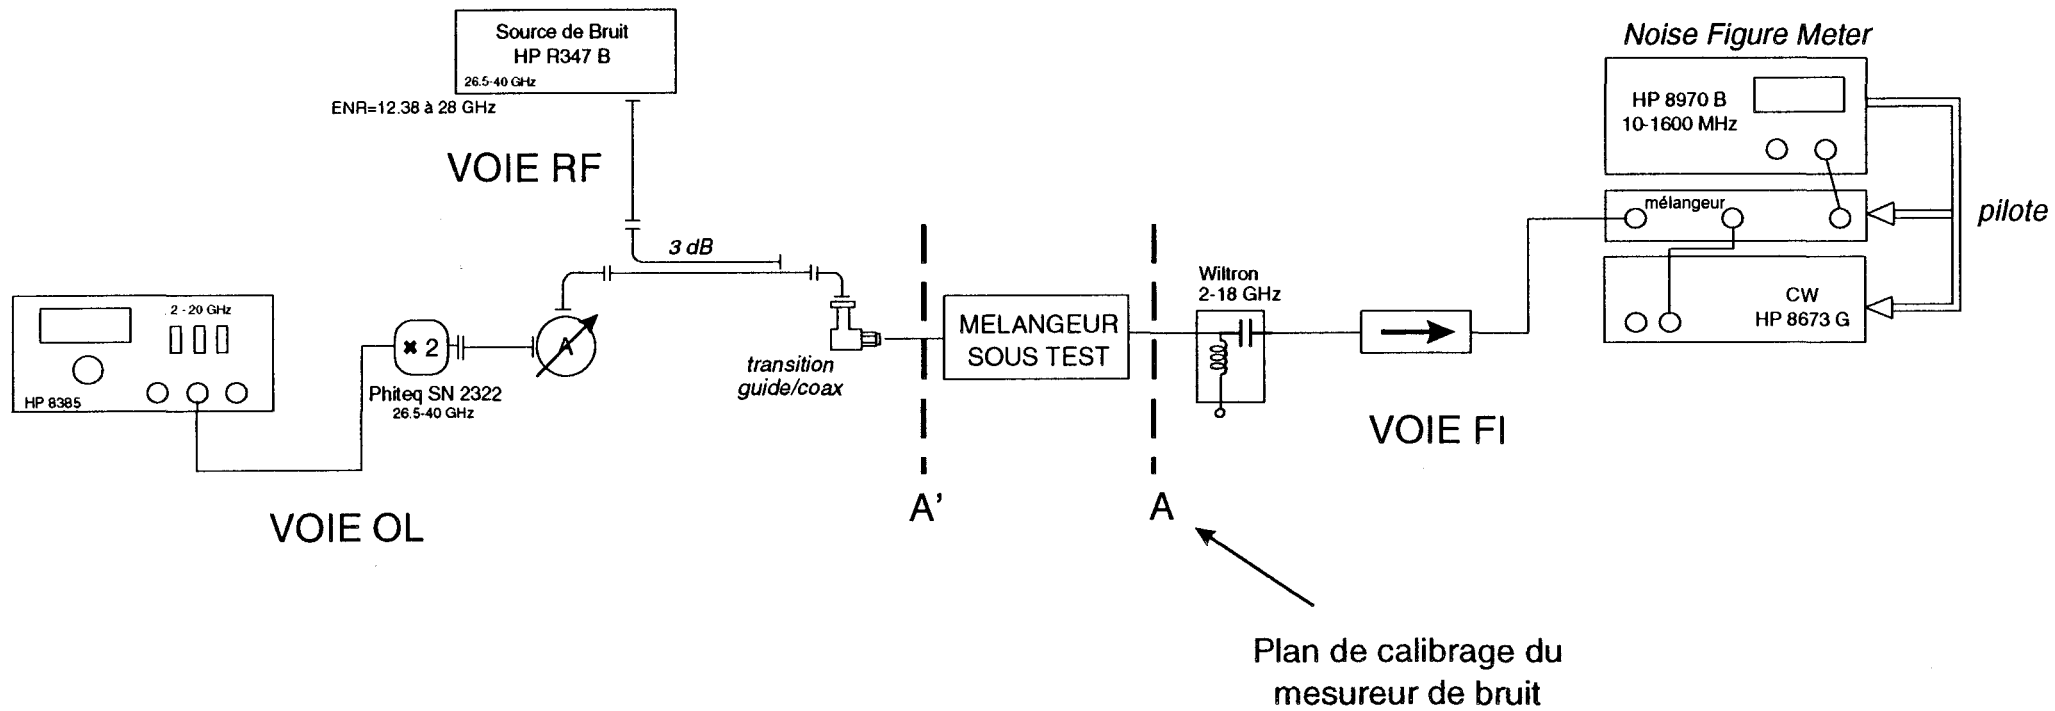 Source de Bruit
HP R347 B
26.5-40 GHz
ENR=12.38 à 28 GHz
VOIE RF
3 dB
2 - 20 GHz
HP 8385
× 2
Phiteq SN 2322
26.5-40 GHz
A
VOIE OL
transition
guide/coax
A'
MELANGEUR
SOUS TEST
A
Wiltron
2-18 GHz
VOIE FI
Noise Figure Meter
HP 8970 B
10-1600 MHz
mélangeur
pilote
CW
HP 8673 G
Plan de calibrage du
mesureur de bruit